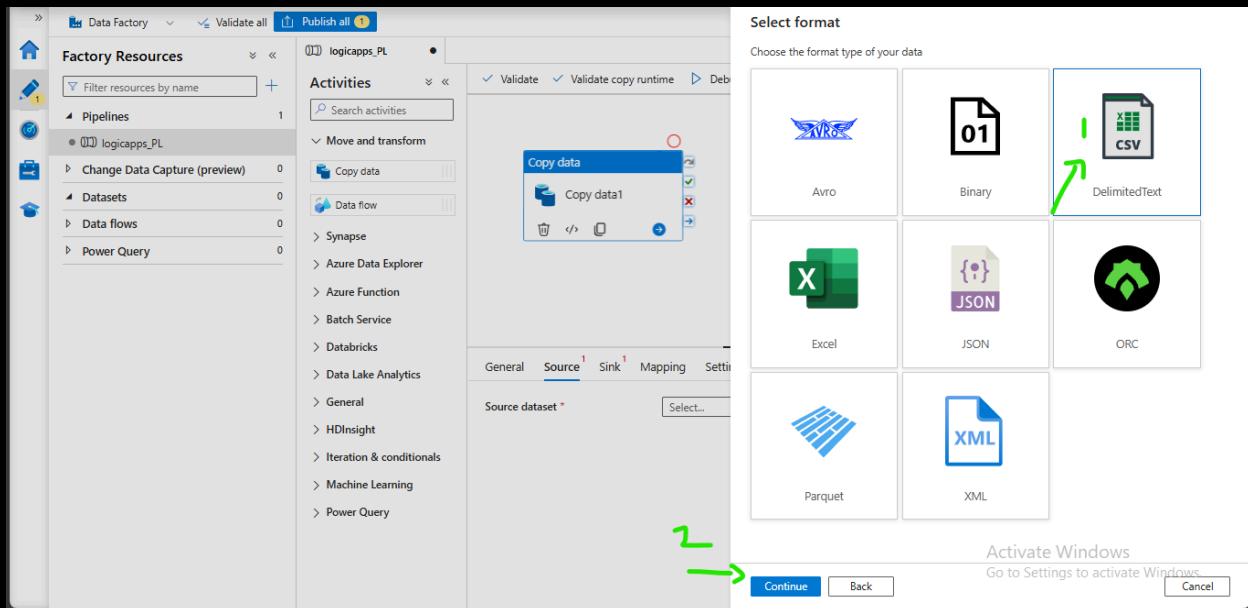 »
Data Factory
Validate all
Publish all 1
1
Factory Resources
Filter resources by name
Pipelines 1
logicapps_PL
Change Data Capture (preview) 0
Datasets 0
Data flows 0
Power Query 0
logicapps_PL
Activities
Search activities
Move and transform
Copy data
Data flow
Synapse
Azure Data Explorer
Azure Function
Batch Service
Databricks
Data Lake Analytics
General
HDInsight
Iteration & conditionals
Machine Learning
Power Query
Validate Validate copy runtime Debu
Copy data
Copy data1
General Source 1 Sink 1 Mapping Settin
Source dataset * Select...
Select format
Choose the format type of your data
AVRO
Avro
01
Binary
1
X
CSV
DelimitedText
X
Excel
JSON
JSON
ORC
Parquet
XML
XML
2
Activate Windows
Go to Settings to activate Windows.
Continue Back Cancel